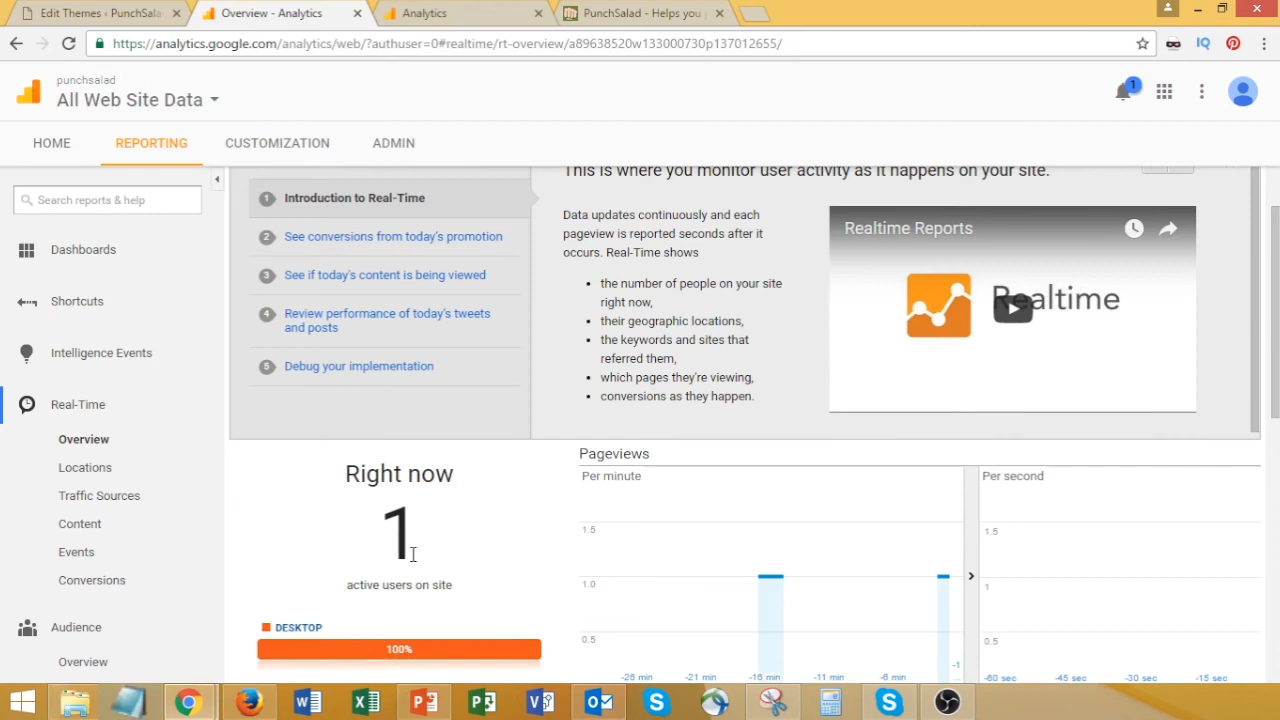 Edit Themes ‹ PunchSala
Overview - Analytics
Analytics
PunchSalad - Helps you
https://analytics.google.com/analytics/web/?authuser=0#realtime/rt-overview/a89638520w133000730p137012655/
punchsalad
All Web Site Data
1
HOME
REPORTING
CUSTOMIZATION
ADMIN
Search reports & help
Dashboards
Shortcuts
Intelligence Events
Real-Time
Overview
Locations
Traffic Sources
Content
Events
Conversions
Audience
Overview
1 Introduction to Real-Time
2 See conversions from today's promotion
3 See if today's content is being viewed
4 Review performance of today's tweets
and posts
5 Debug your implementation
This is where you monitor user activity as it happens on your site.
Data updates continuously and each
pageview is reported seconds after it
occurs. Real-Time shows
• the number of people on your site
right now,
• their geographic locations,
• the keywords and sites that
referred them,
• which pages they're viewing,
• conversions as they happen.
Realtime Reports
Realtime
Right now
1
active users on site
DESKTOP
100%
Pageviews
Per minute
1.5
1.0
0.5
-26 min
-21 min
-16 min
-11 min
-6 min
-1
Per second
1.5
1
0.5
-60 sec
-45 sec
-30 sec
-15 sec